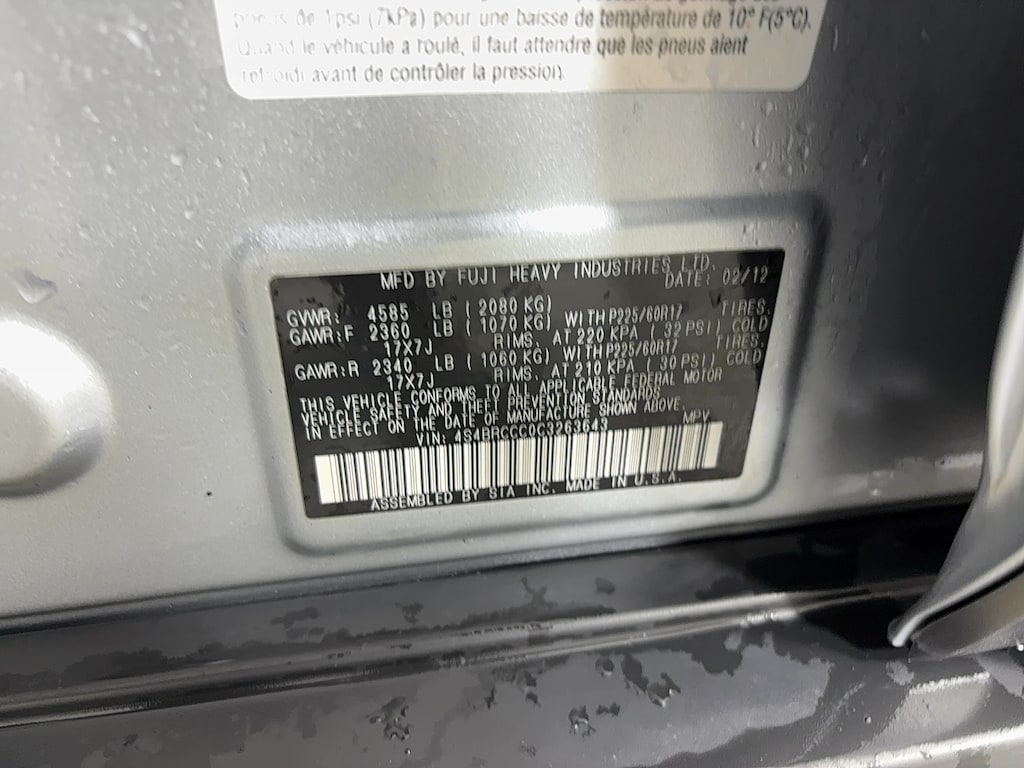 pneus de 1psi (7kPa) pour une baisse de température de 10° F(5°C).
Quand le véhicule a roulé, il faut attendre que les pneus aient
refroidi avant de contrôler la pression.
MFD BY FUJI HEAVY INDUSTRIES LTD.
DATE: 02/12
GVWR: 4585 LB ( 2080 KG)
GAWR:F 2360 LB ( 1070 KG) WITH P225/60R17 TIRES,
17X7J RIMS, AT 220 KPA ( 32 PSI) COLD
GAWR:R 2340 LB ( 1060 KG) WITH P225/60R17 TIRES,
17X7J RIMS, AT 210 KPA ( 30 PSI) COLD
THIS VEHICLE CONFORMS TO ALL APPLICABLE FEDERAL MOTOR
VEHICLE SAFETY AND THEFT PREVENTION STANDARDS
IN EFFECT ON THE DATE OF MANUFACTURE SHOWN ABOVE.
VIN: 4S4BRCCC0C3263643 MPV
ASSEMBLED BY SIA INC. MADE IN U.S.A.